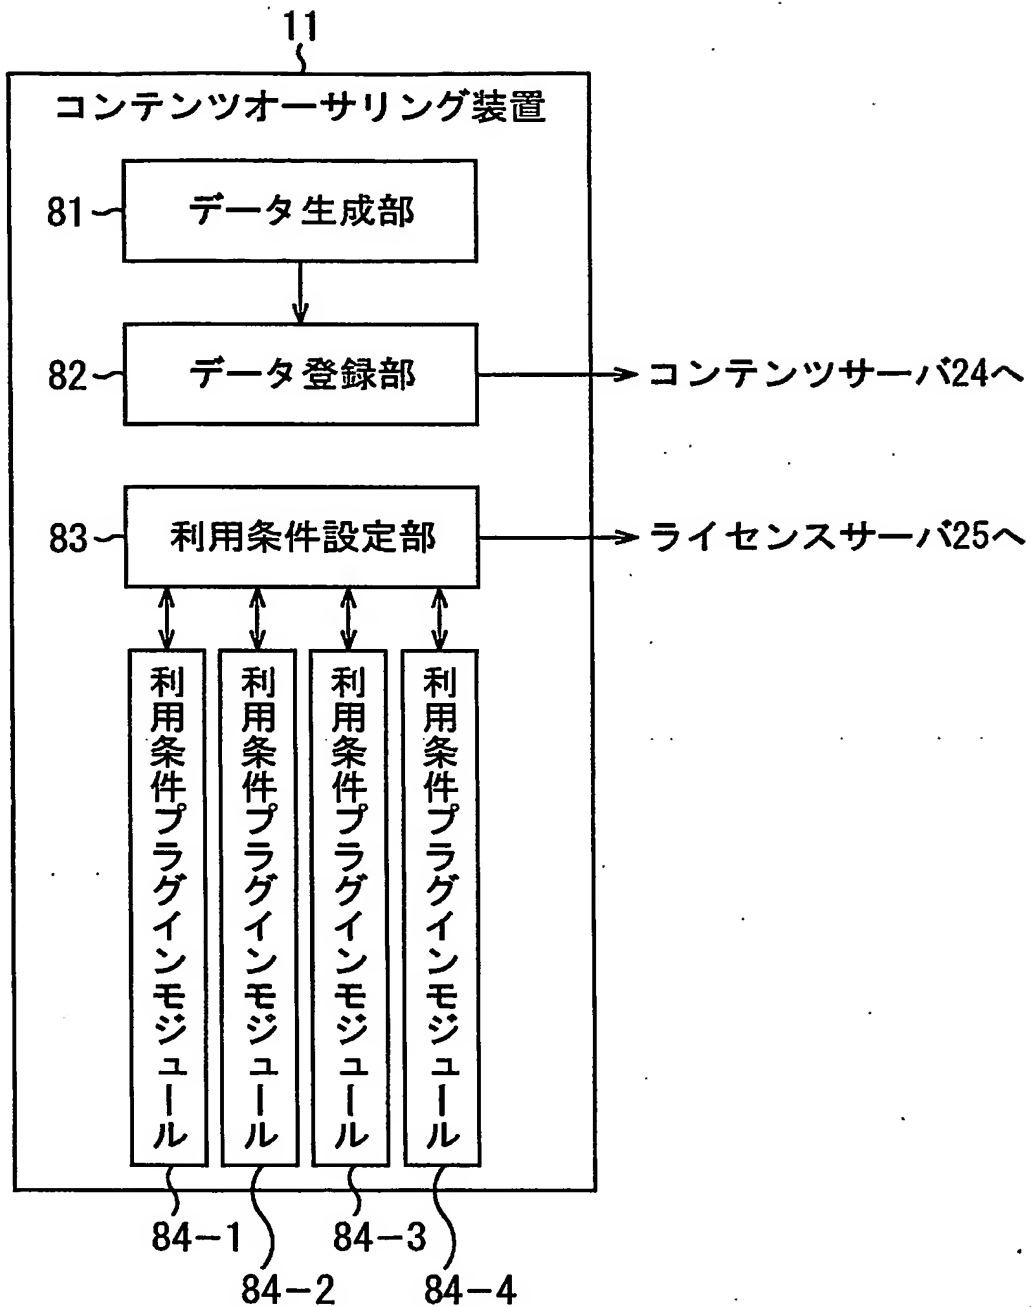 11
コンテンツオーサリング装置
81
データ生成部
82
データ登録部
コンテンツサーバ24へ
83
利用条件設定部
ライセンスサーバ25へ
利用条件プラグインモジュール
利用条件プラグインモジュール
利用条件プラグインモジュール
利用条件プラグインモジュール
84-1
84-2
84-3
84-4